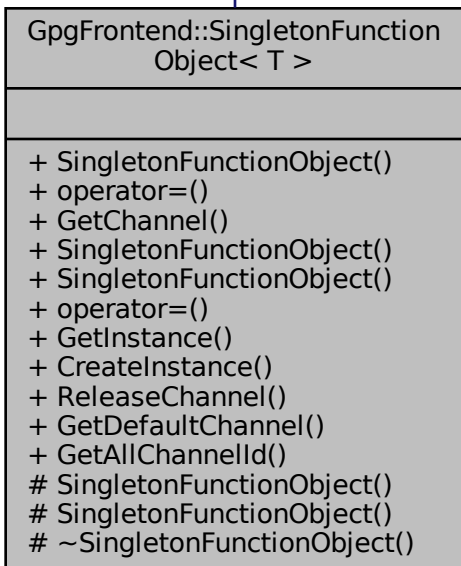 GpgFrontend::SingletonFunction
Object< T >
+ SingletonFunctionObject()
+ operator=()
+ GetChannel()
+ SingletonFunctionObject()
+ SingletonFunctionObject()
+ operator=()
+ GetInstance()
+ CreateInstance()
+ ReleaseChannel()
+ GetDefaultChannel()
+ GetAllChannelId()
# SingletonFunctionObject()
# SingletonFunctionObject()
# ~SingletonFunctionObject()